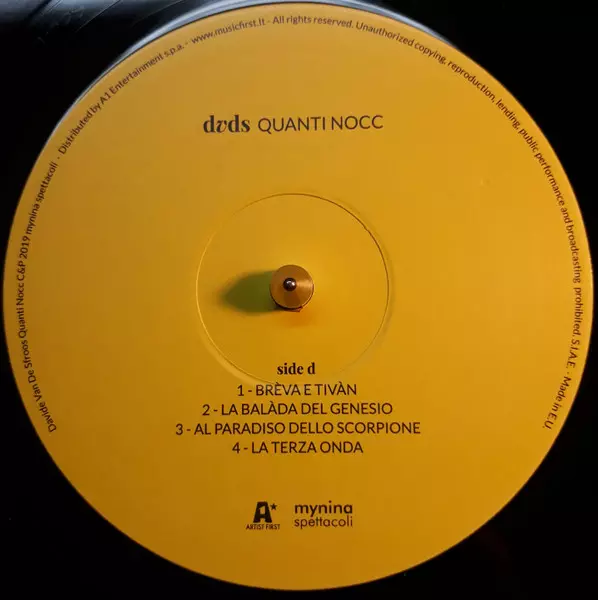 Davide Van De Sfroos Quanti Nocc C&P 2019 mynina spettacoli - Distributed by A1 Entertainment s.p.a. - www.musicfirst.it - All rights reserved. Unauthorized copying, reproduction, lending, public performance and broadcasting prohibited. S.I.A.E. - Made in E.U.
dvds QUANTI NOCC
side d
1 - BRÈVA E TIVÀN
2 - LA BALÀDA DEL GENESIO
3 - AL PARADISO DELLO SCORPIONE
4 - LA TERZA ONDA
A*
ARTIST FIRST
mynina
spettacoli